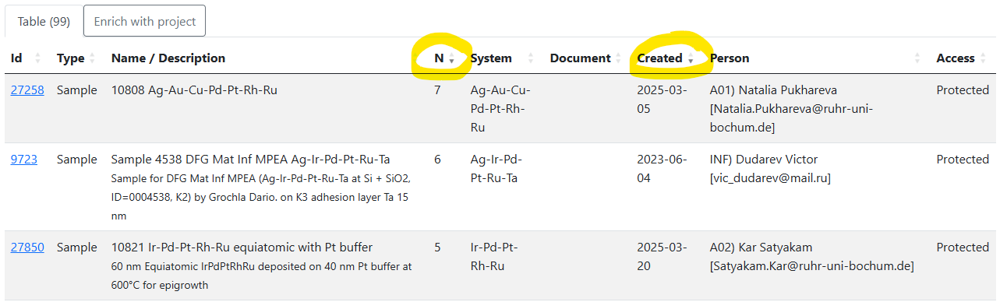 Table (99) Enrich with project
Id Type Name / Description N System Document Created Person Access
27258 Sample 10808 Ag-Au-Cu-Pd-Pt-Rh-Ru 7 Ag-Au-Cu- 2025-03- A01) Natalia Pukhareva Protected
Pd-Pt-Rh- 05 [Natalia.Pukhareva@ruhr-uni-
Ru bochum.de]
9723 Sample Sample 4538 DFG Mat Inf MPEA Ag-Ir-Pd-Pt-Ru-Ta 6 Ag-Ir-Pd- 2023-06- INF) Dudarev Victor Protected
Sample for DFG Mat Inf MPEA (Ag-Ir-Pd-Pt-Ru-Ta at Si + SiO2, Pt-Ru-Ta 04 [vic_dudarev@mail.ru]
ID=0004538, K2) by Grochla Dario. on K3 adhesion layer Ta 15
nm
27850 Sample 10821 Ir-Pd-Pt-Rh-Ru equiatomic with Pt buffer 5 Ir-Pd-Pt- 2025-03- A02) Kar Satyakam Protected
60 nm Equiatomic IrPdPtRhRu deposited on 40 nm Pt buffer at Rh-Ru 20 [Satyakam.Kar@ruhr-uni-bochum.de]
600°C for epigrowth